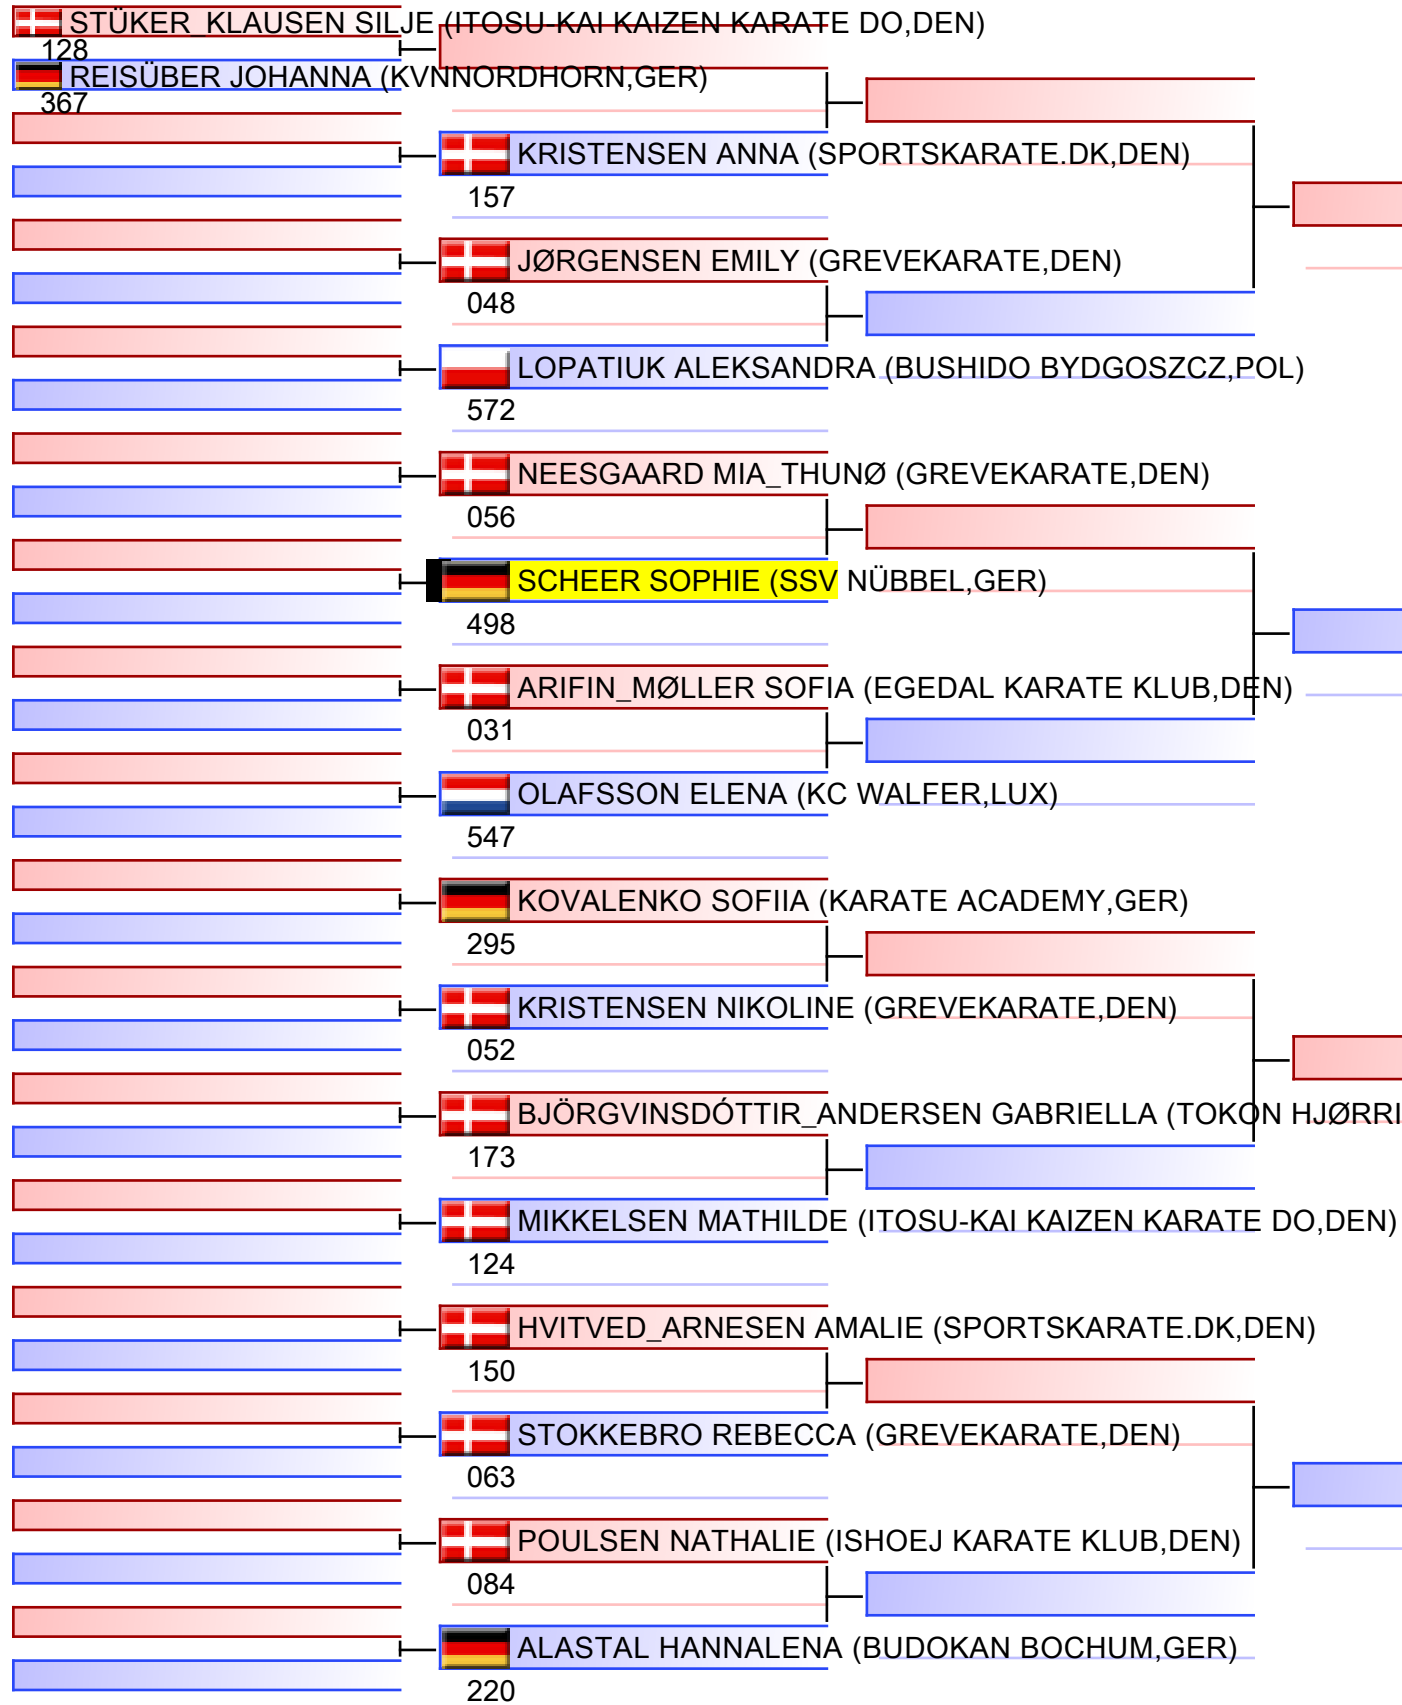 STÜKER_KLAUSEN SILJE (ITOSU-KAI KAIZEN KARATE DO,DEN)
128
REISÜBER JOHANNA (KVNNORDHORN,GER)
367
KRISTENSEN ANNA (SPORTSKARATE.DK,DEN)
157
JØRGENSEN EMILY (GREVEKARATE,DEN)
048
LOPATIUK ALEKSANDRA (BUSHIDO BYDGOSZCZ,POL)
572
NEESGAARD MIA_THUNØ (GREVEKARATE,DEN)
056
SCHEER SOPHIE (SSV NÜBBEL,GER)
498
ARIFIN_MØLLER SOFIA (EGEDAL KARATE KLUB,DEN)
031
OLAFSSON ELENA (KC WALFER,LUX)
547
KOVALENKO SOFIIA (KARATE ACADEMY,GER)
295
KRISTENSEN NIKOLINE (GREVEKARATE,DEN)
052
BJÖRGVINSDÓTTIR_ANDERSEN GABRIELLA (TOKON HJØRRI
173
MIKKELSEN MATHILDE (ITOSU-KAI KAIZEN KARATE DO,DEN)
124
HVITVED_ARNESEN AMALIE (SPORTSKARATE.DK,DEN)
150
STOKKEBRO REBECCA (GREVEKARATE,DEN)
063
POULSEN NATHALIE (ISHOEJ KARATE KLUB,DEN)
084
ALASTAL HANNALENA (BUDOKAN BOCHUM,GER)
220